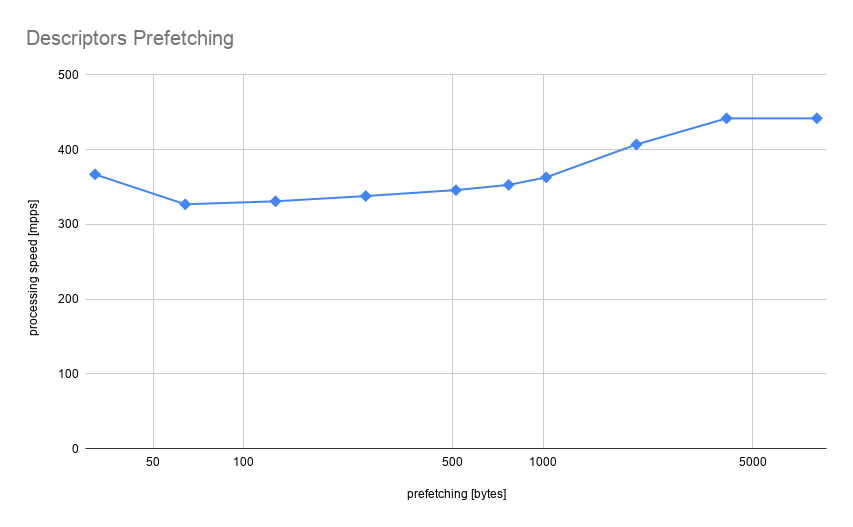 Descriptors Prefetching
500
400
300
200
100
0
processing speed [mpps]
50 100 500 1000 5000
prefetching [bytes]